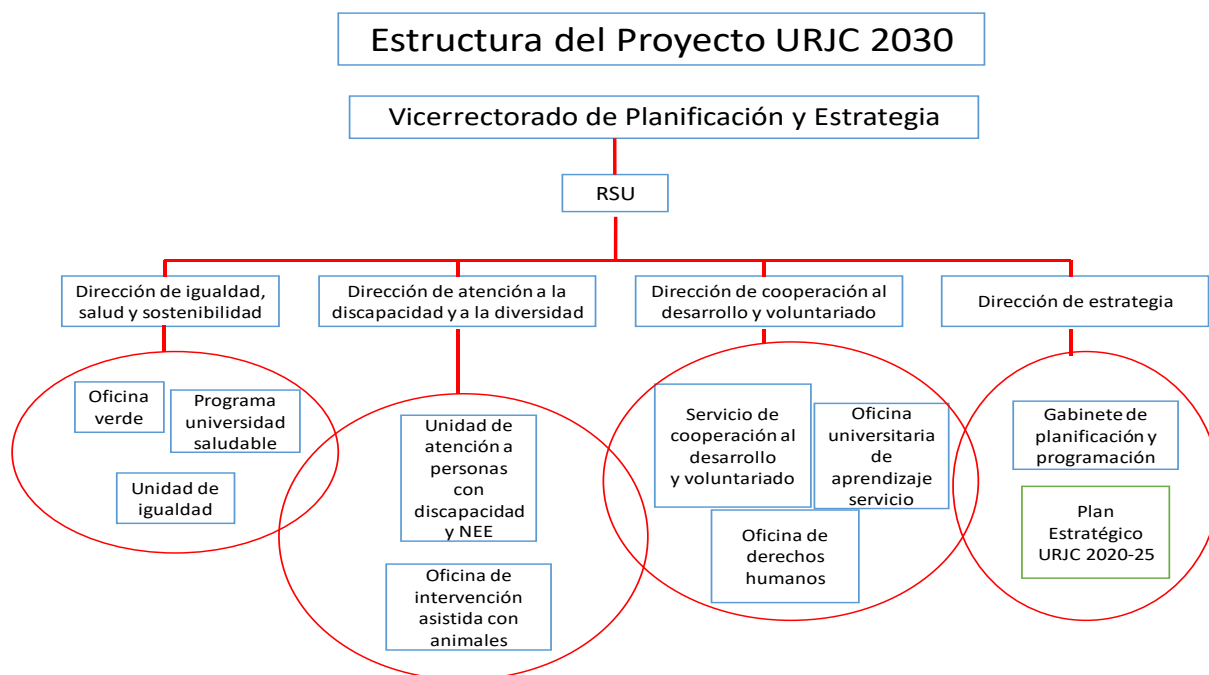 Estructura del Proyecto URJC 2030
Vicerrectorado de Planificación y Estrategia
RSU
Dirección de igualdad,
salud y sostenibilidad
Dirección de atención a la
discapacidad y a la diversidad
Dirección de cooperación al
desarrollo y voluntariado
Dirección de estrategia
Oficina
verde
Programa
universidad
saludable
Unidad de
igualdad
Unidad de
atención a
personas
con
discapacidad
y NEE
Oficina de
intervención
asistida con
animales
Servicio de
cooperación al
desarrollo
y voluntariado
Oficina
universitaria
de
aprendizaje
servicio
Oficina de
derechos
humanos
Gabinete de
planificación y
programación
Plan
Estratégico
URJC 2020-25